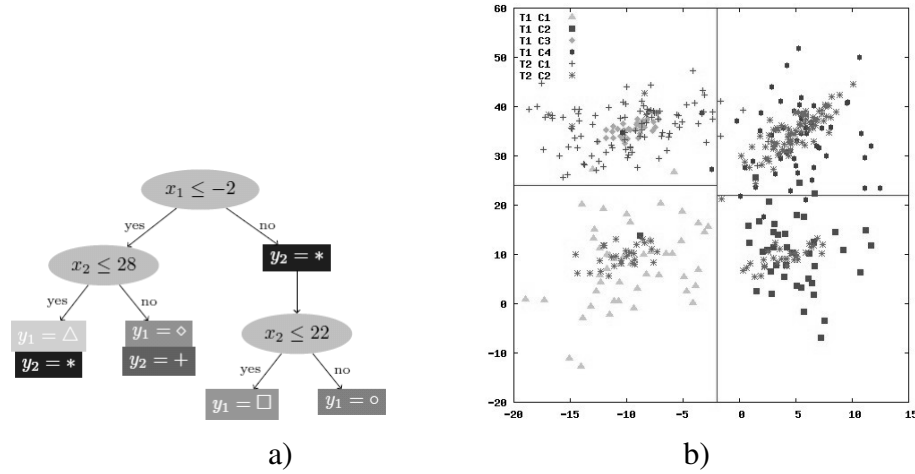 x₁ ≤ −2
yes
no
x₂ ≤ 28
y₂ = ∗
yes
no
y₁ = △
y₂ = ∗
y₁ = ⋄
y₂ = +
x₂ ≤ 22
yes
no
y₁ = □
y₁ = ○
a)
T1 C1
T1 C2
T1 C3
T1 C4
T2 C1
T2 C2
60
50
40
30
20
10
0
-10
-20
-20
-15
-10
-5
0
5
10
15
b)